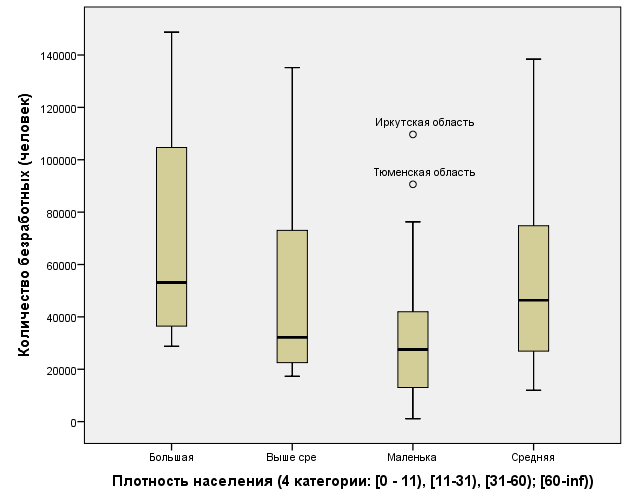 Количество безработных (человек)
140000
120000
100000
80000
60000
40000
20000
0
Иркутская область
Тюменская область
Большая
Выше сре
Маленька
Средняя
Плотность населения (4 категории: [0 - 11), [11-31), [31-60); [60-inf))